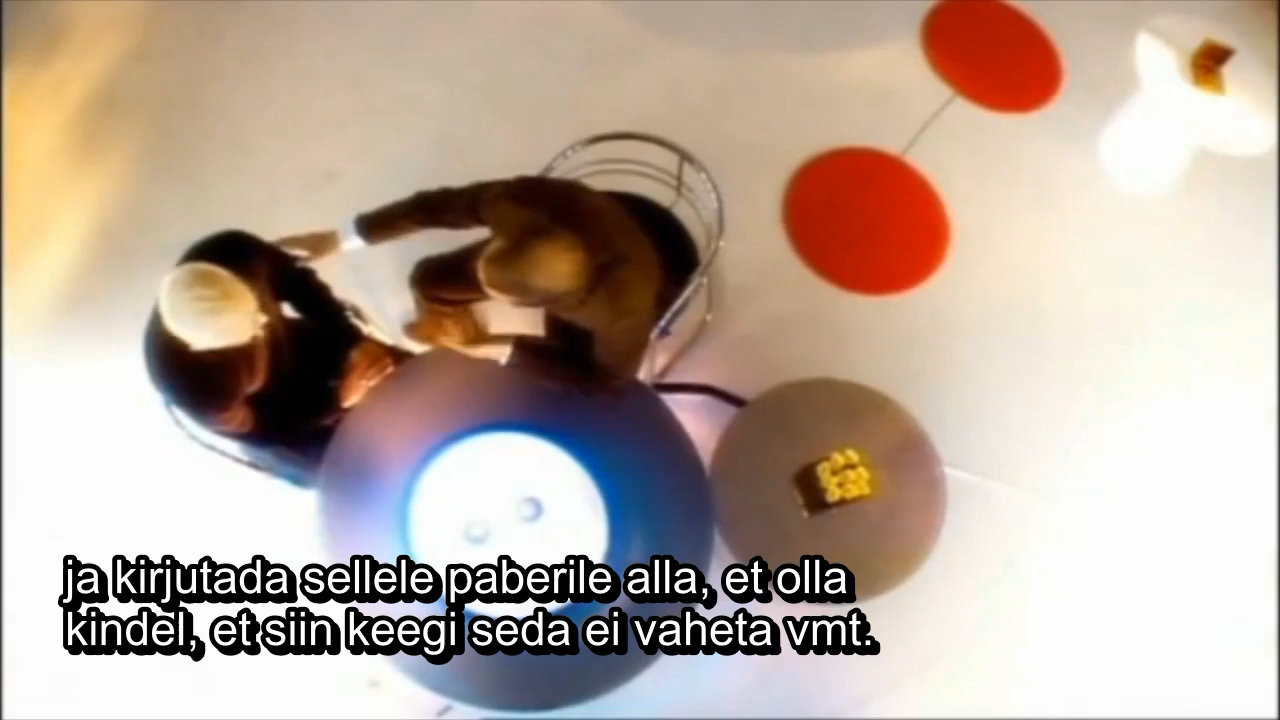 ja kirjutada sellele paberile alla, et olla
kindel, et siin keegi seda ei vaheta vmt.